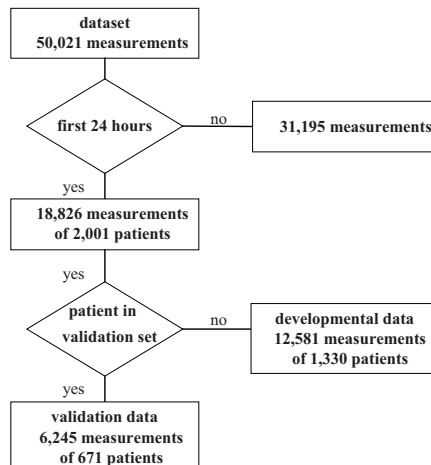 dataset
50,021 measurements
first 24 hours
no
31,195 measurements
yes
18,826 measurements
of 2,001 patients
yes
patient in
validation set
no
developmental data
12,581 measurements
of 1,330 patients
yes
validation data
6,245 measurements
of 671 patients